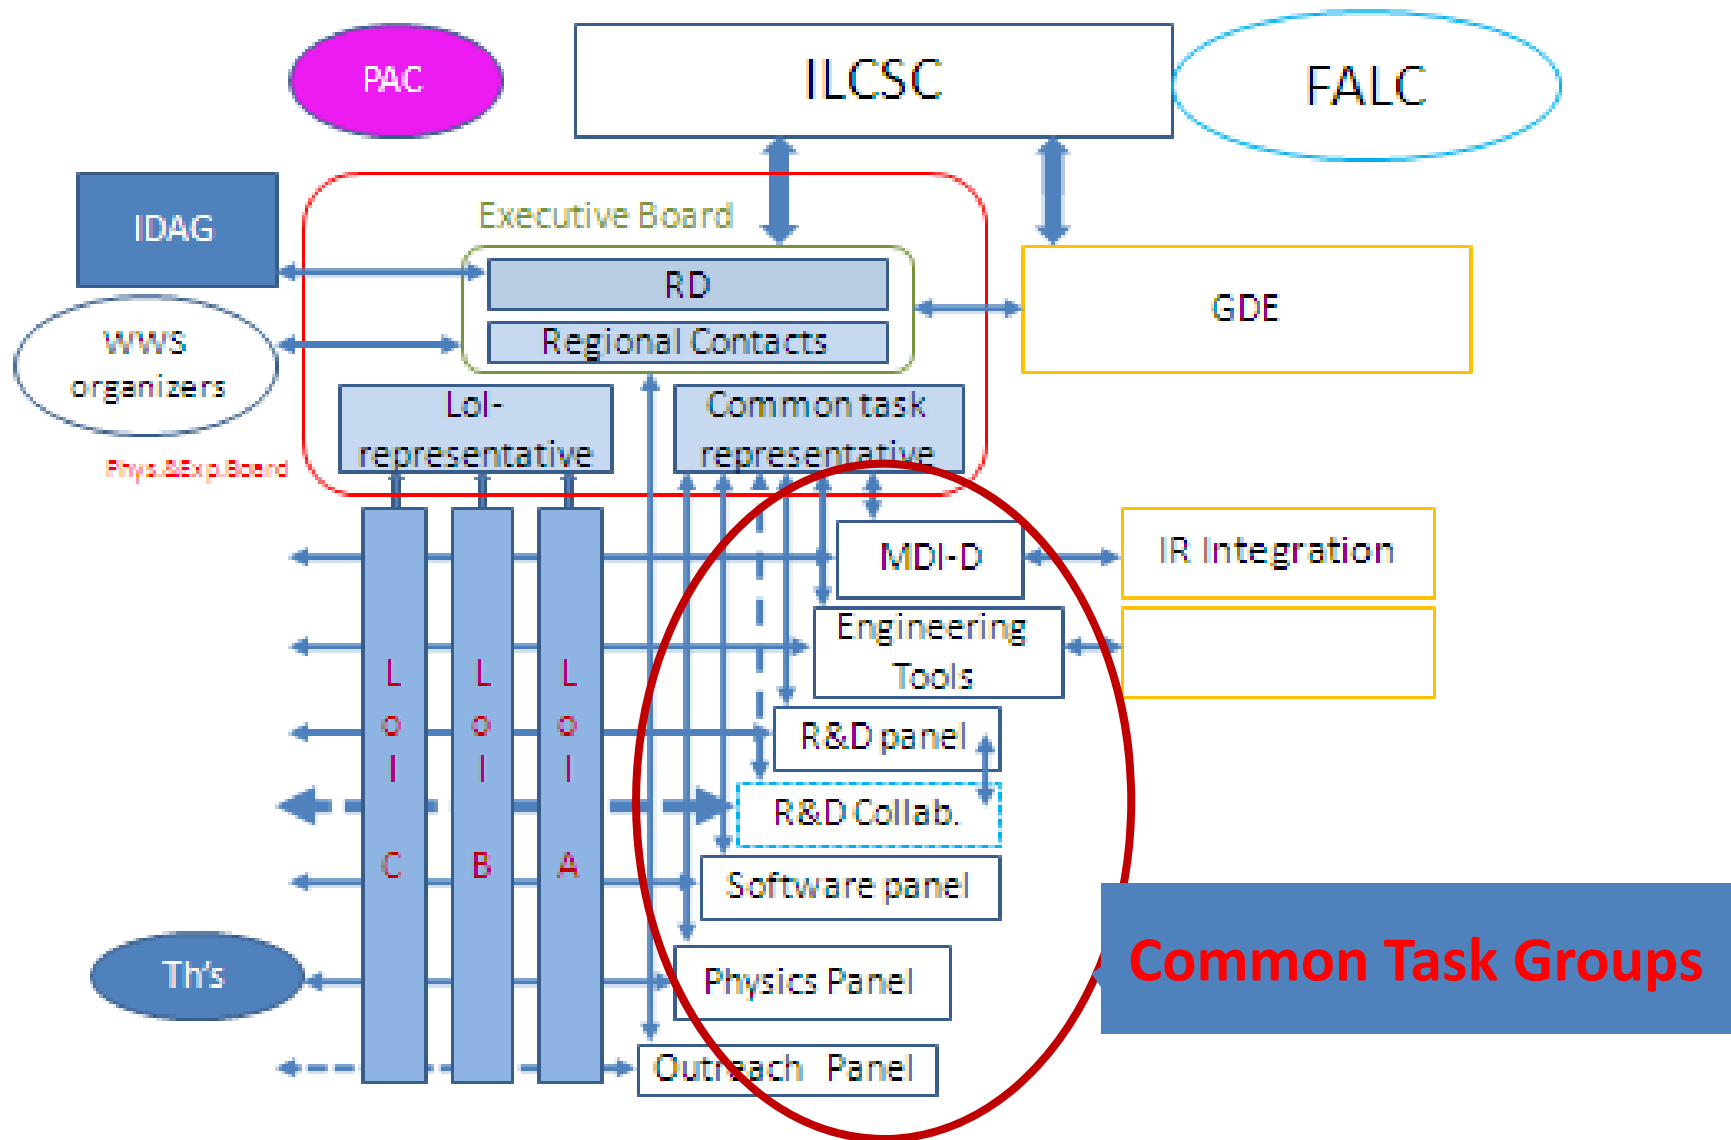 PAC
ILCSC
FALC
IDAG
Executive Board
RD
GDE
Regional Contacts
WWS
organizers
LoI-
representative
Common task
representative
Phys.&Exp.Board
MDI-D
IR Integration
Engineering
Tools
L
o
I
C
L
o
I
B
L
o
I
A
R&D panel
R&D Collab.
Software panel
Common Task Groups
Th's
Physics Panel
Outreach Panel